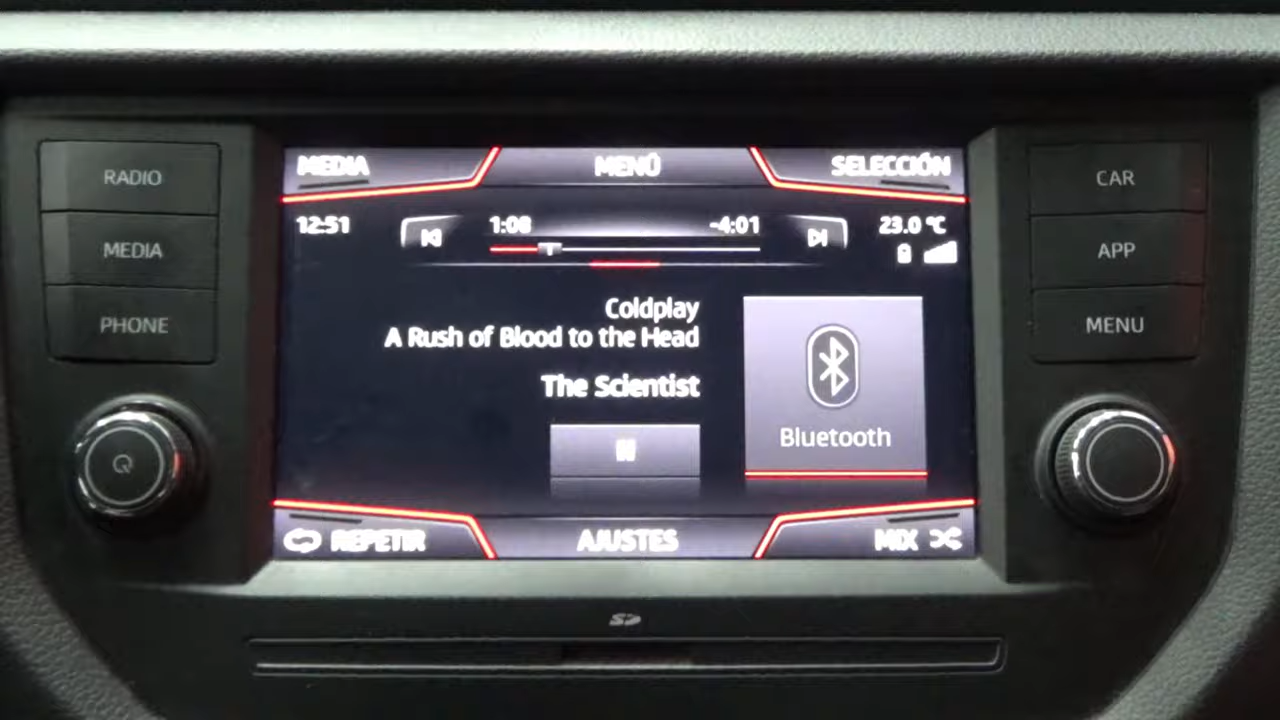 RADIO
MEDIA
PHONE
MEDIA
MENÚ
SELECCIÓN
12:51
1:08
-4:01
23.0 ℃
Coldplay
A Rush of Blood to the Head
The Scientist
Bluetooth
REPETIR
AJUSTES
MIX
CAR
APP
MENU
SD